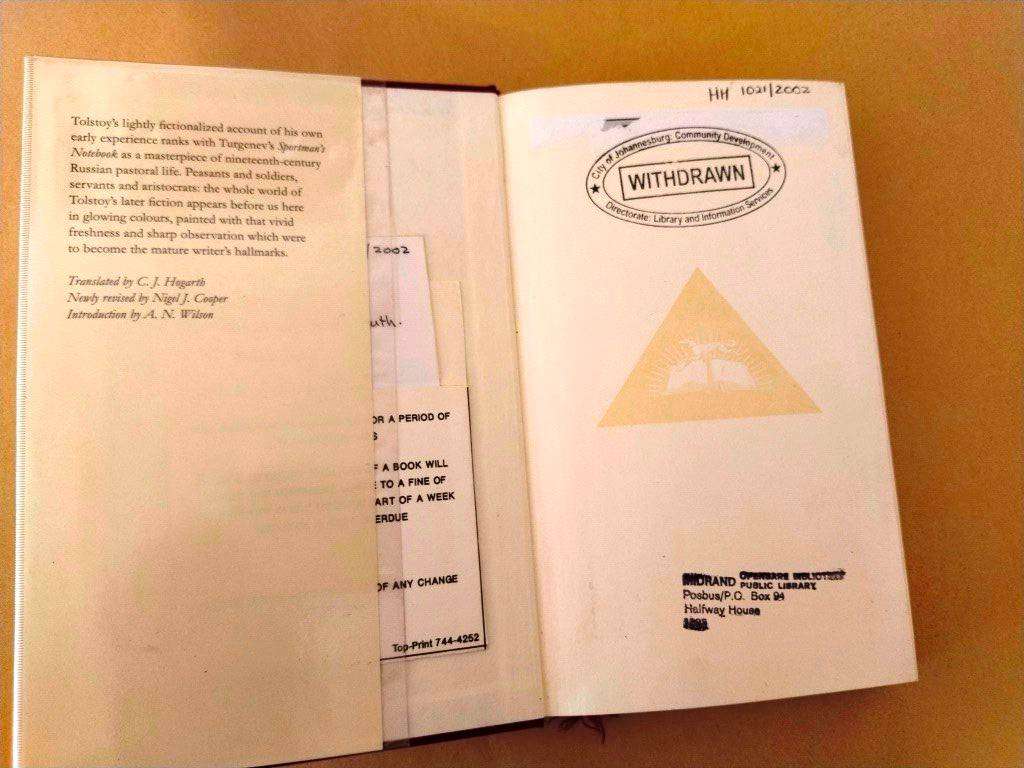 Tolstoy's lightly fictionalized account of his own
early experience ranks with Turgenev's Sportsman's
Notebook as a masterpiece of nineteenth-century
Russian pastoral life. Peasants and soldiers,
servants and aristocrats: the whole world of
Tolstoy's later fiction appears before us here
in glowing colours, painted with that vivid
freshness and sharp observation which were
to become the mature writer's hallmarks.
Translated by C. J. Hogarth
Newly revised by Nigel J. Cooper
Introduction by A. N. Wilson
/2002
uth.
OR A PERIOD OF
S
F A BOOK WILL
E TO A FINE OF
ART OF A WEEK
ERDUE
OF ANY CHANGE
Top-Print 744-4252
HH 1021/2002
City of Johannesburg, Community Development
WITHDRAWN
Directorate: Library and Information Services
MIDRAND OPENBARE BIBLIOTEEK
PUBLIC LIBRARY
Posbus/P.O. Box 94
Halfway House